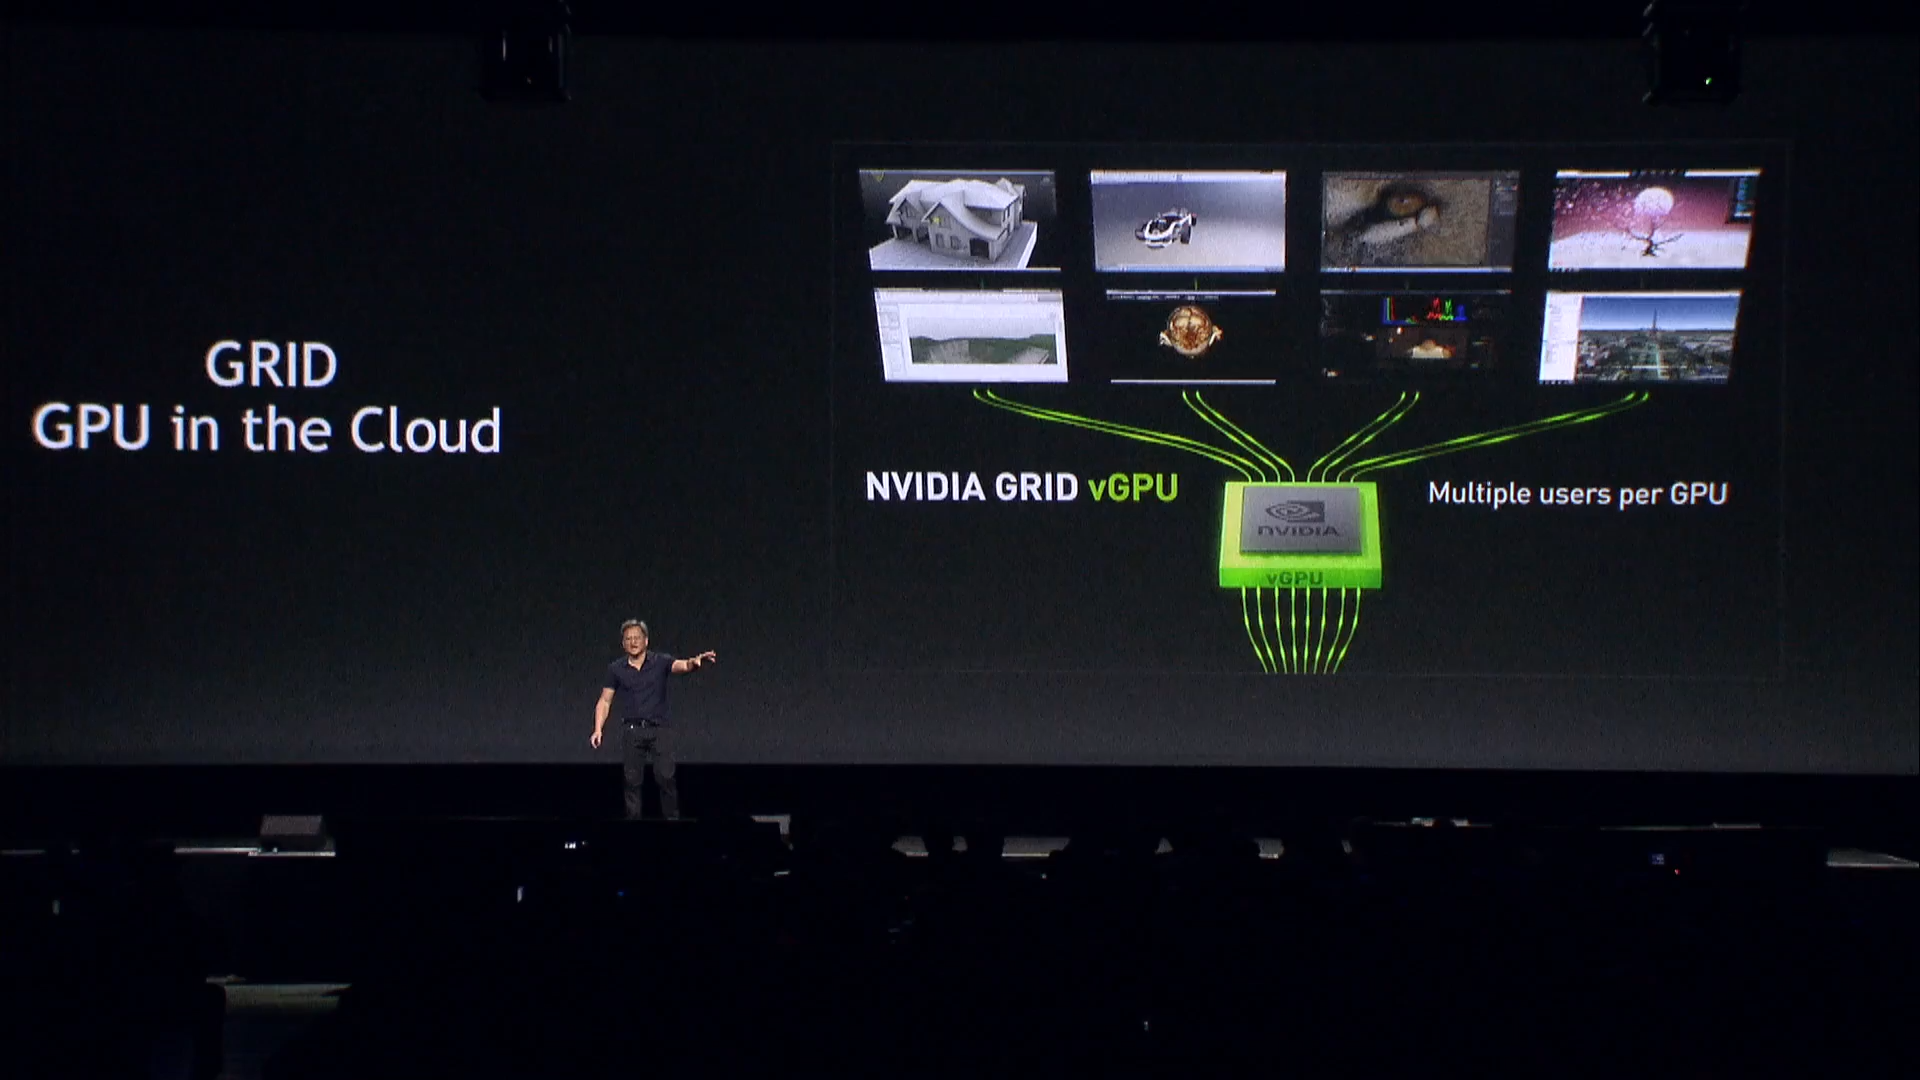 GRID
GPU in the Cloud
NVIDIA GRID vGPU
Multiple users per GPU
NVIDIA
vGPU